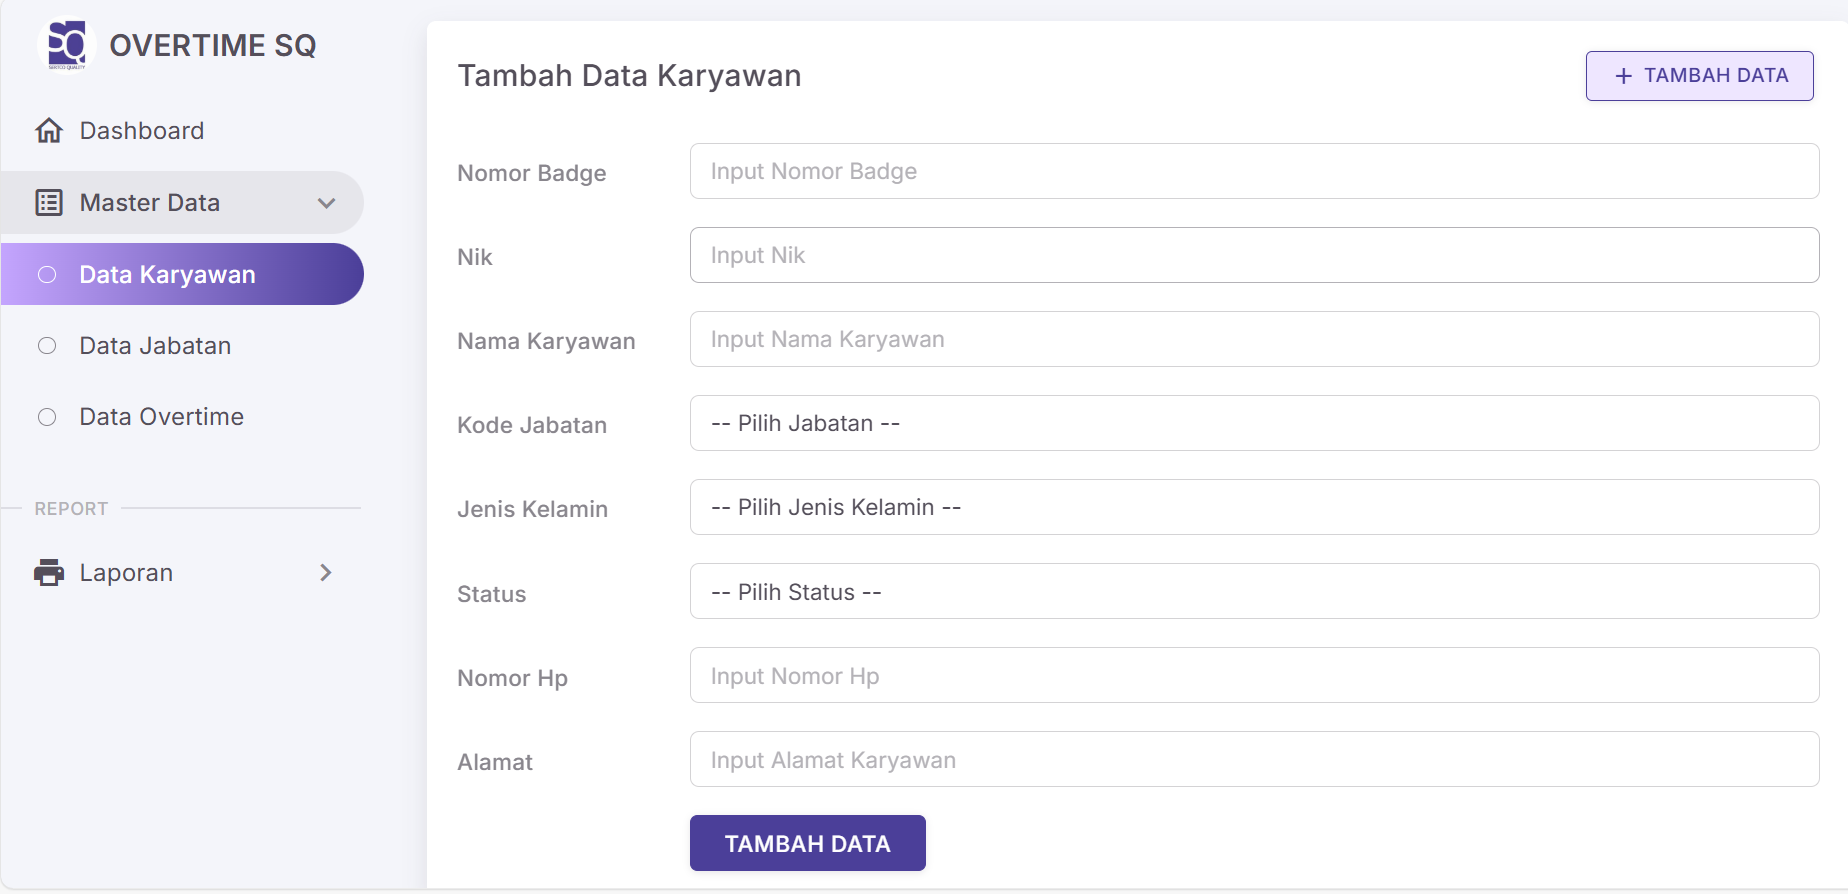 SQ
OVERTIME SQ
Dashboard
Master Data
Data Karyawan
Data Jabatan
Data Overtime
REPORT
Laporan
Tambah Data Karyawan
+ TAMBAH DATA
Nomor Badge
Input Nomor Badge
Nik
Input Nik
Nama Karyawan
Input Nama Karyawan
Kode Jabatan
-- Pilih Jabatan --
Jenis Kelamin
-- Pilih Jenis Kelamin --
Status
-- Pilih Status --
Nomor Hp
Input Nomor Hp
Alamat
Input Alamat Karyawan
TAMBAH DATA